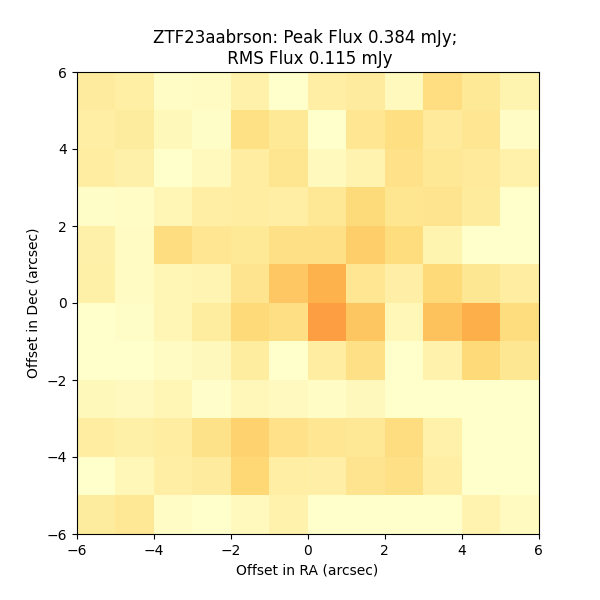 ZTF23aabrson: Peak Flux 0.384 mJy;
RMS Flux 0.115 mJy
6
4
2
0
−2
−4
−6
Offset in Dec (arcsec)
−6 −4 −2 0 2 4 6
Offset in RA (arcsec)